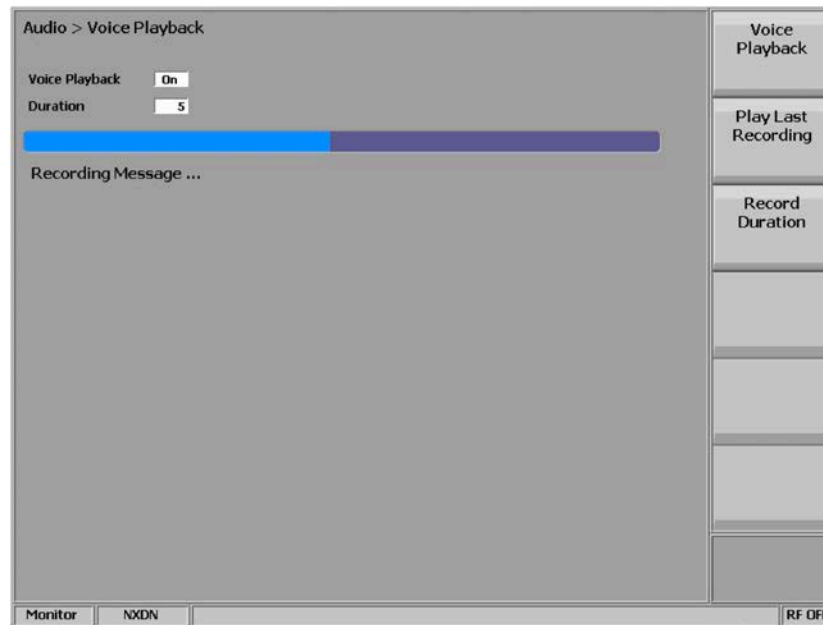 Audio > Voice Playback
Voice Playback On
Duration 5
Recording Message ...
Voice
Playback
Play Last
Recording
Record
Duration
Monitor NXDN RF